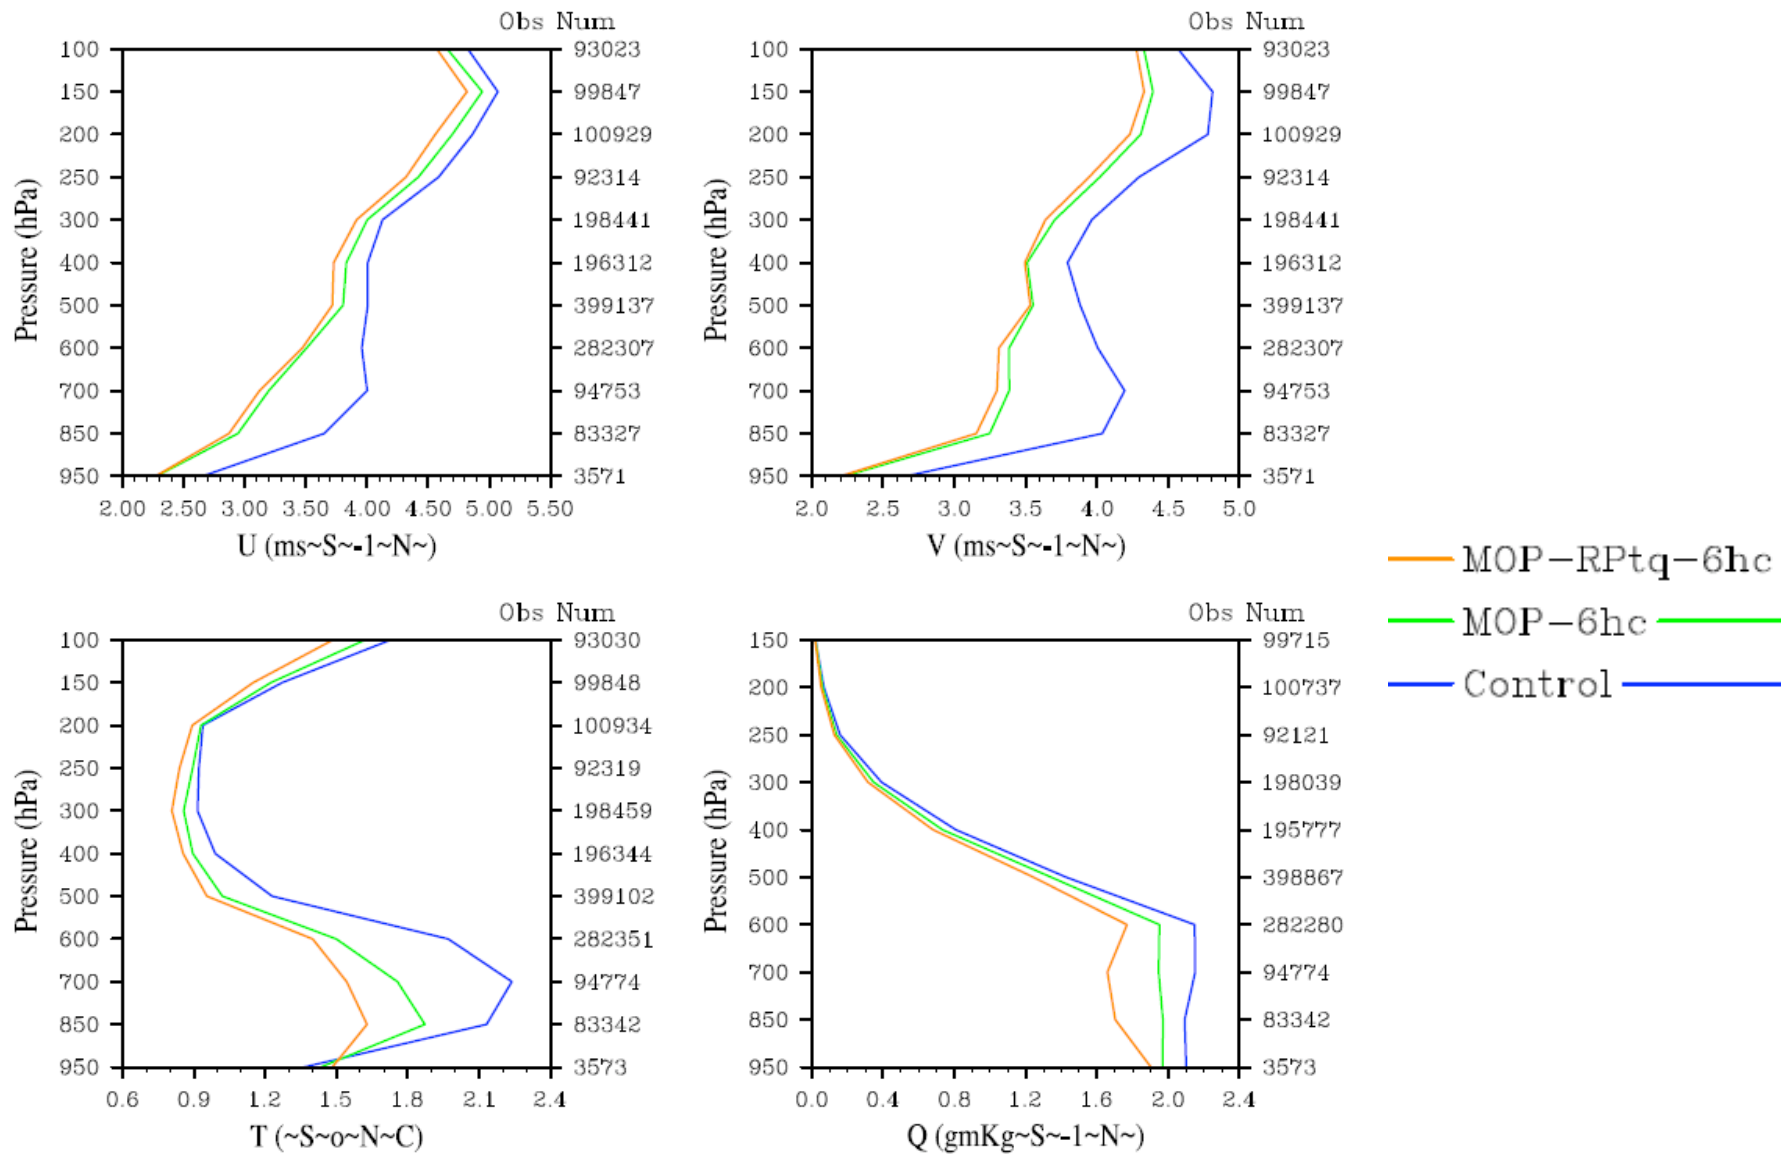 Obs Num
100 93023
150 99847
200 100929
250 92314
300 198441
400 196312
500 399137
600 282307
700 94753
850 83327
950 3571
Pressure (hPa)
2.00 2.50 3.00 3.50 4.00 4.50 5.00 5.50
U (ms~S~-1~N~)
Obs Num
100 93023
150 99847
200 100929
250 92314
300 198441
400 196312
500 399137
600 282307
700 94753
850 83327
950 3571
Pressure (hPa)
2.0 2.5 3.0 3.5 4.0 4.5 5.0
V (ms~S~-1~N~)
MOP-RPtq-6hc
MOP-6hc
Control
Obs Num
100 93030
150 99848
200 100934
250 92319
300 198459
400 196344
500 399102
600 282351
700 94774
850 83342
950 3573
Pressure (hPa)
0.6 0.9 1.2 1.5 1.8 2.1 2.4
T (~S~o~N~C)
Obs Num
150 99715
200 100737
250 92121
300 198039
400 195777
500 398867
600 282280
700 94774
850 83342
950 3573
Pressure (hPa)
0.0 0.4 0.8 1.2 1.6 2.0 2.4
Q (gmKg~S~-1~N~)